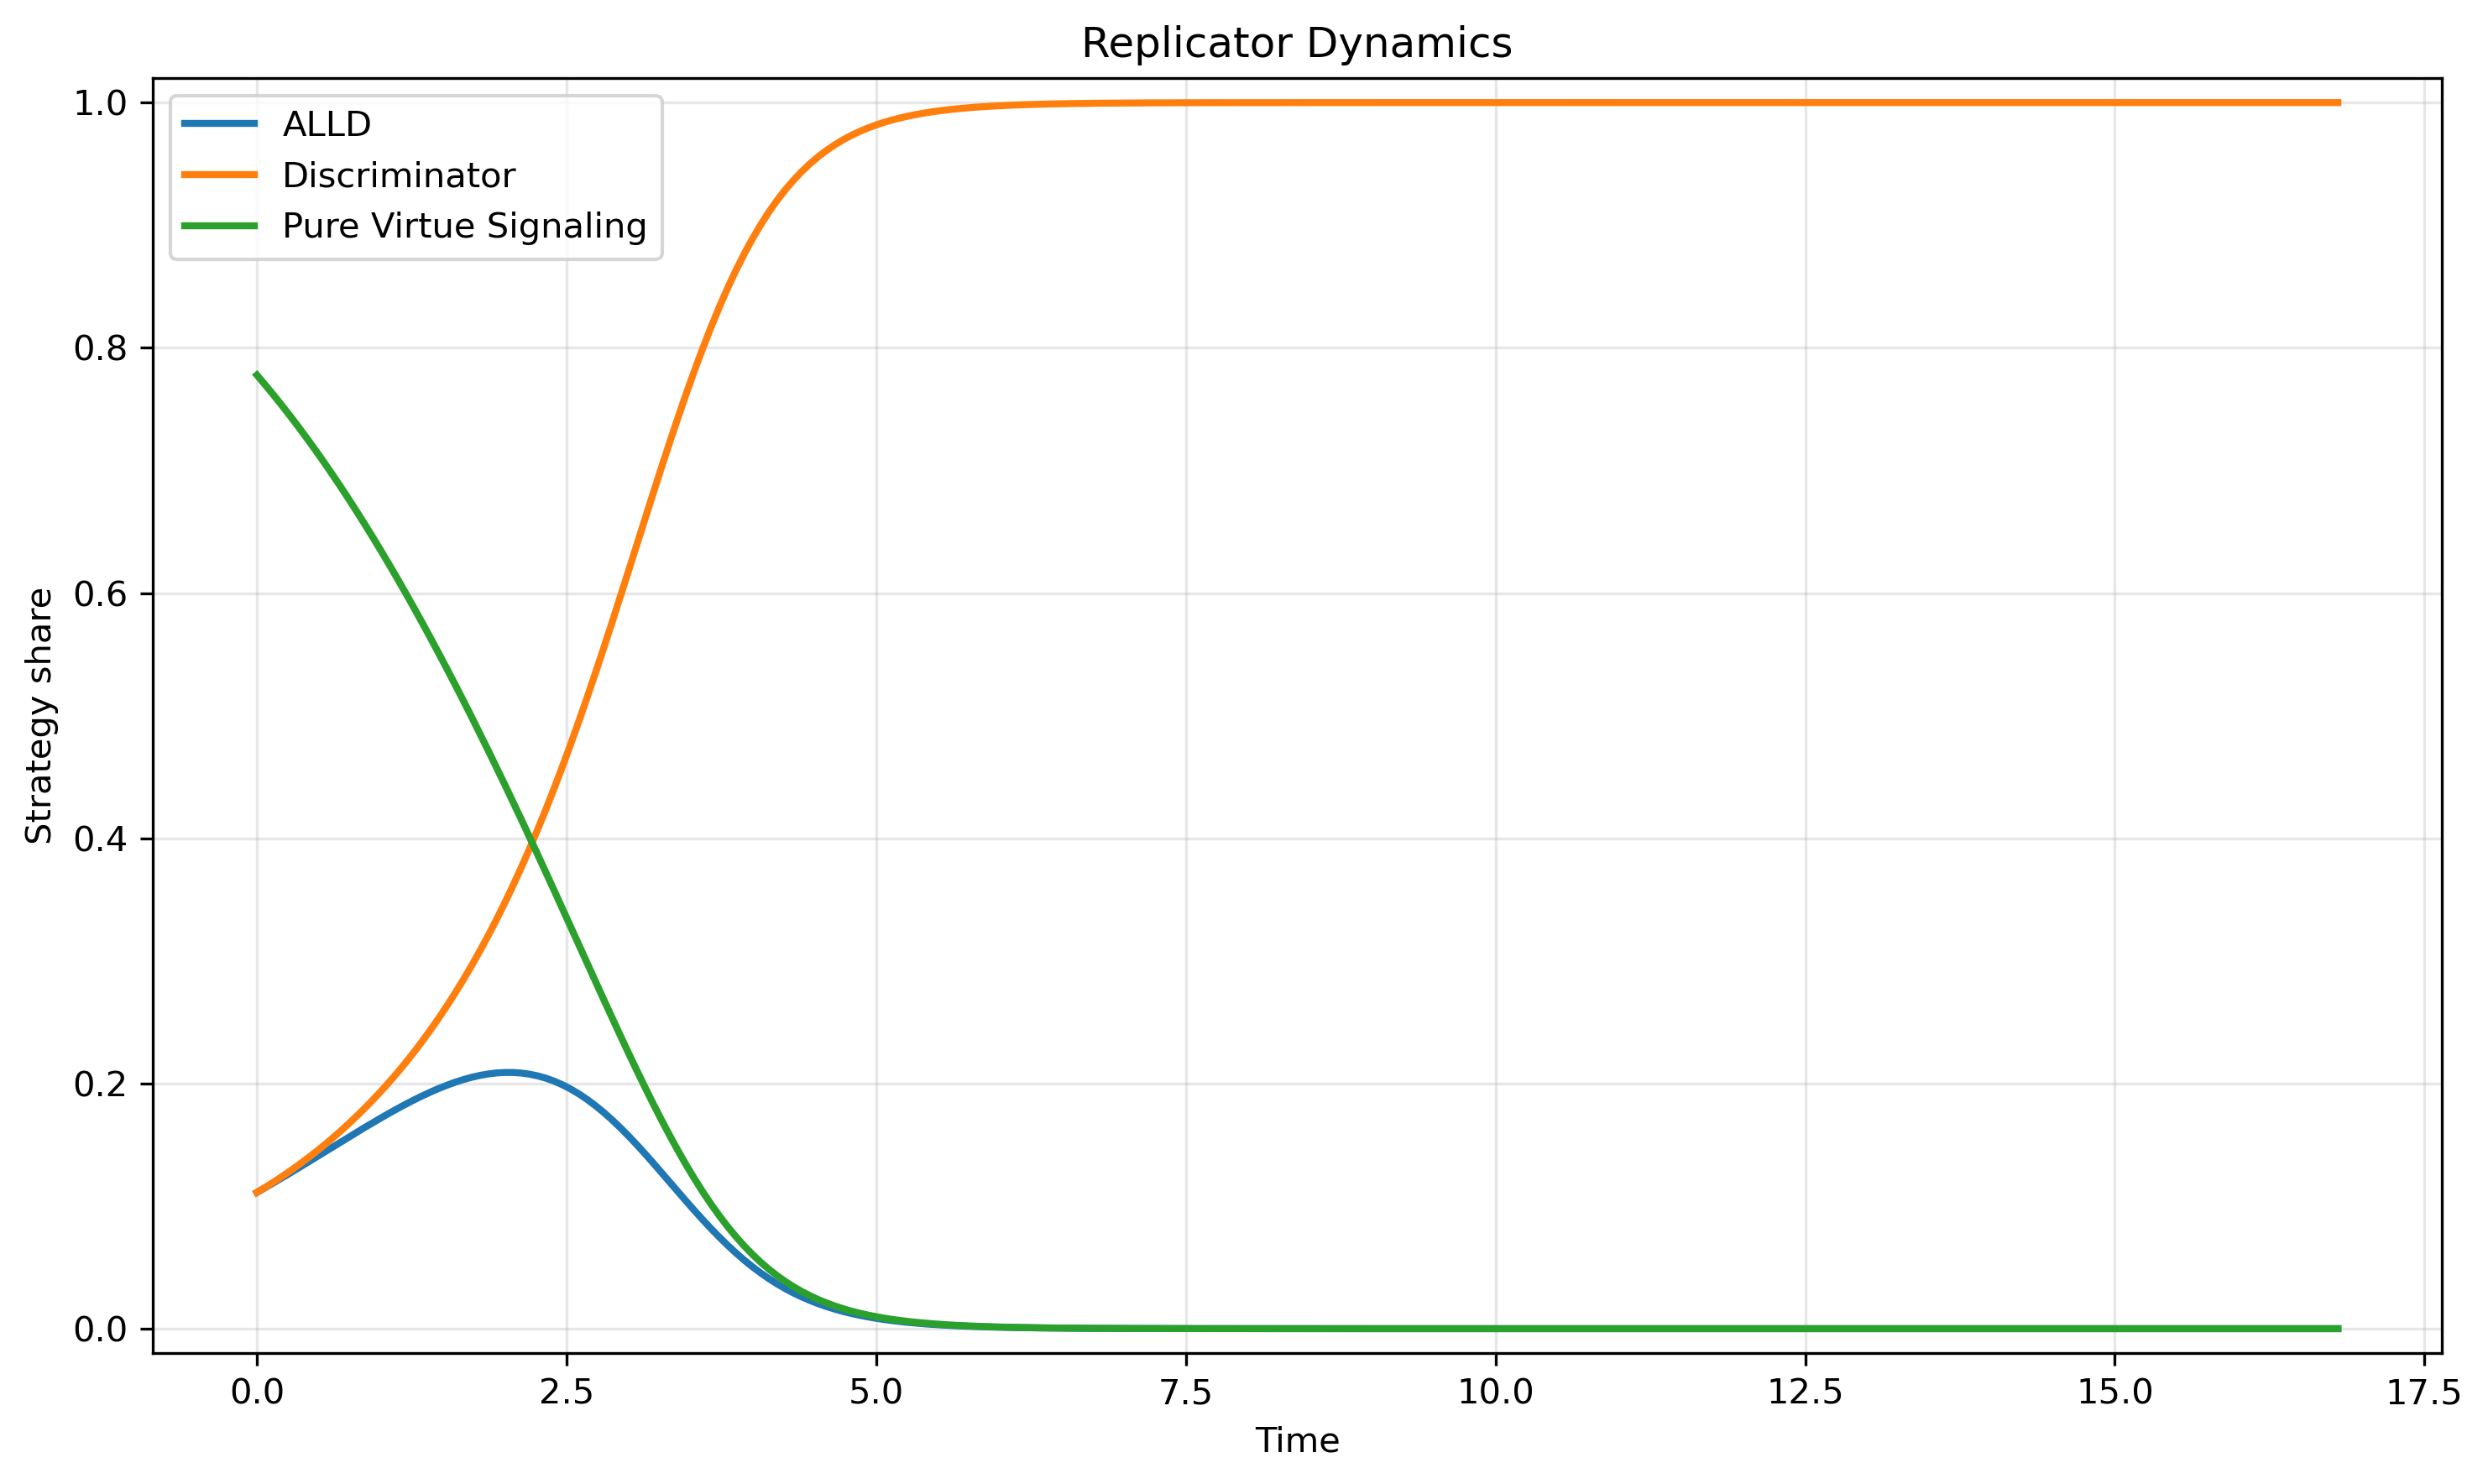 Replicator Dynamics
ALLD
Discriminator
Pure Virtue Signaling
Strategy share
1.0
0.8
0.6
0.4
0.2
0.0
0.0 2.5 5.0 7.5 10.0 12.5 15.0 17.5
Time